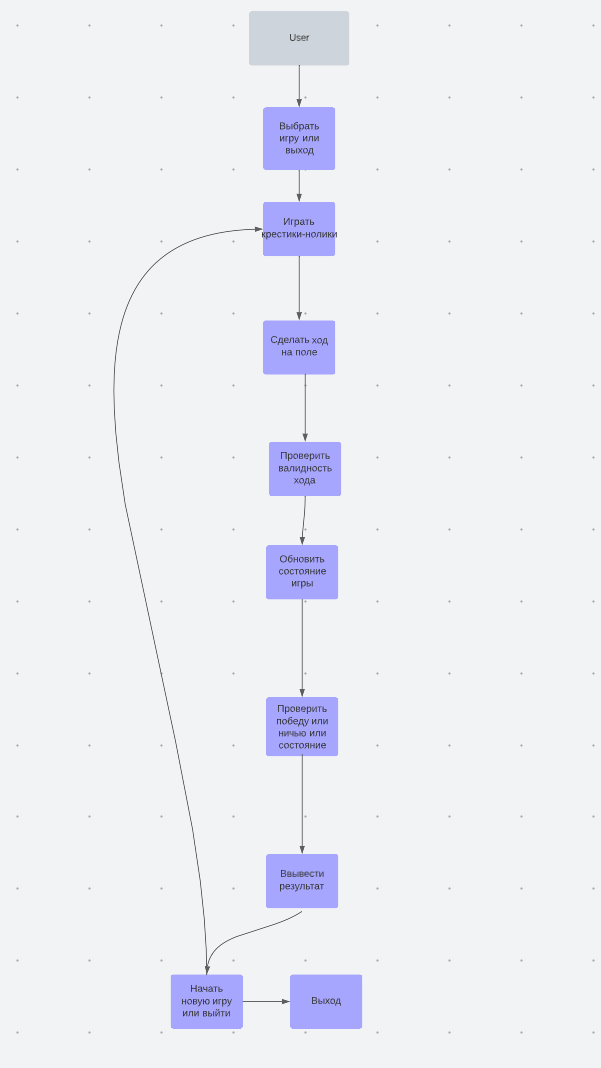 User
Выбрать
игру или
выход
Играть
крестики-нолики
Сделать ход
на поле
Проверить
валидность
хода
Обновить
состояние
игры
Проверить
победу или
ничью или
состояние
Ввывести
результат
Начать
новую игру
или выйти
Выход